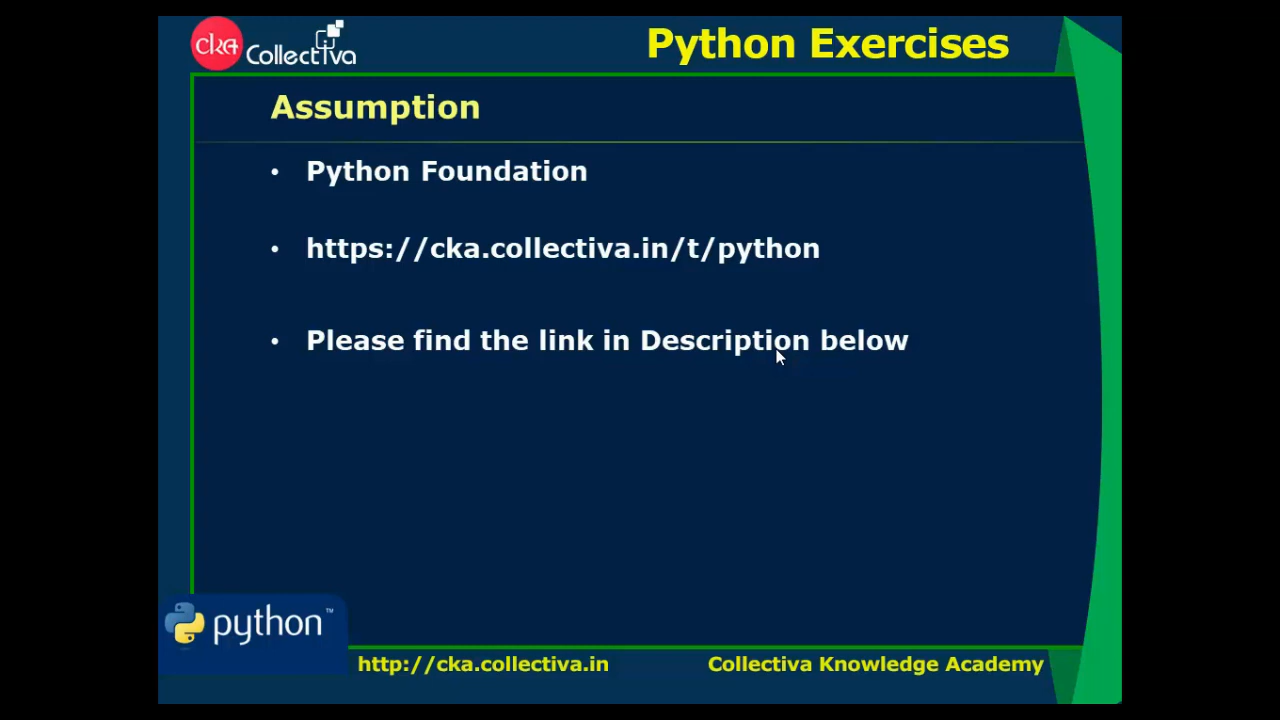 cka Collectiva
Python Exercises
Assumption
• Python Foundation
• https://cka.collectiva.in/t/python
• Please find the link in Description below
python™
http://cka.collectiva.in
Collectiva Knowledge Academy